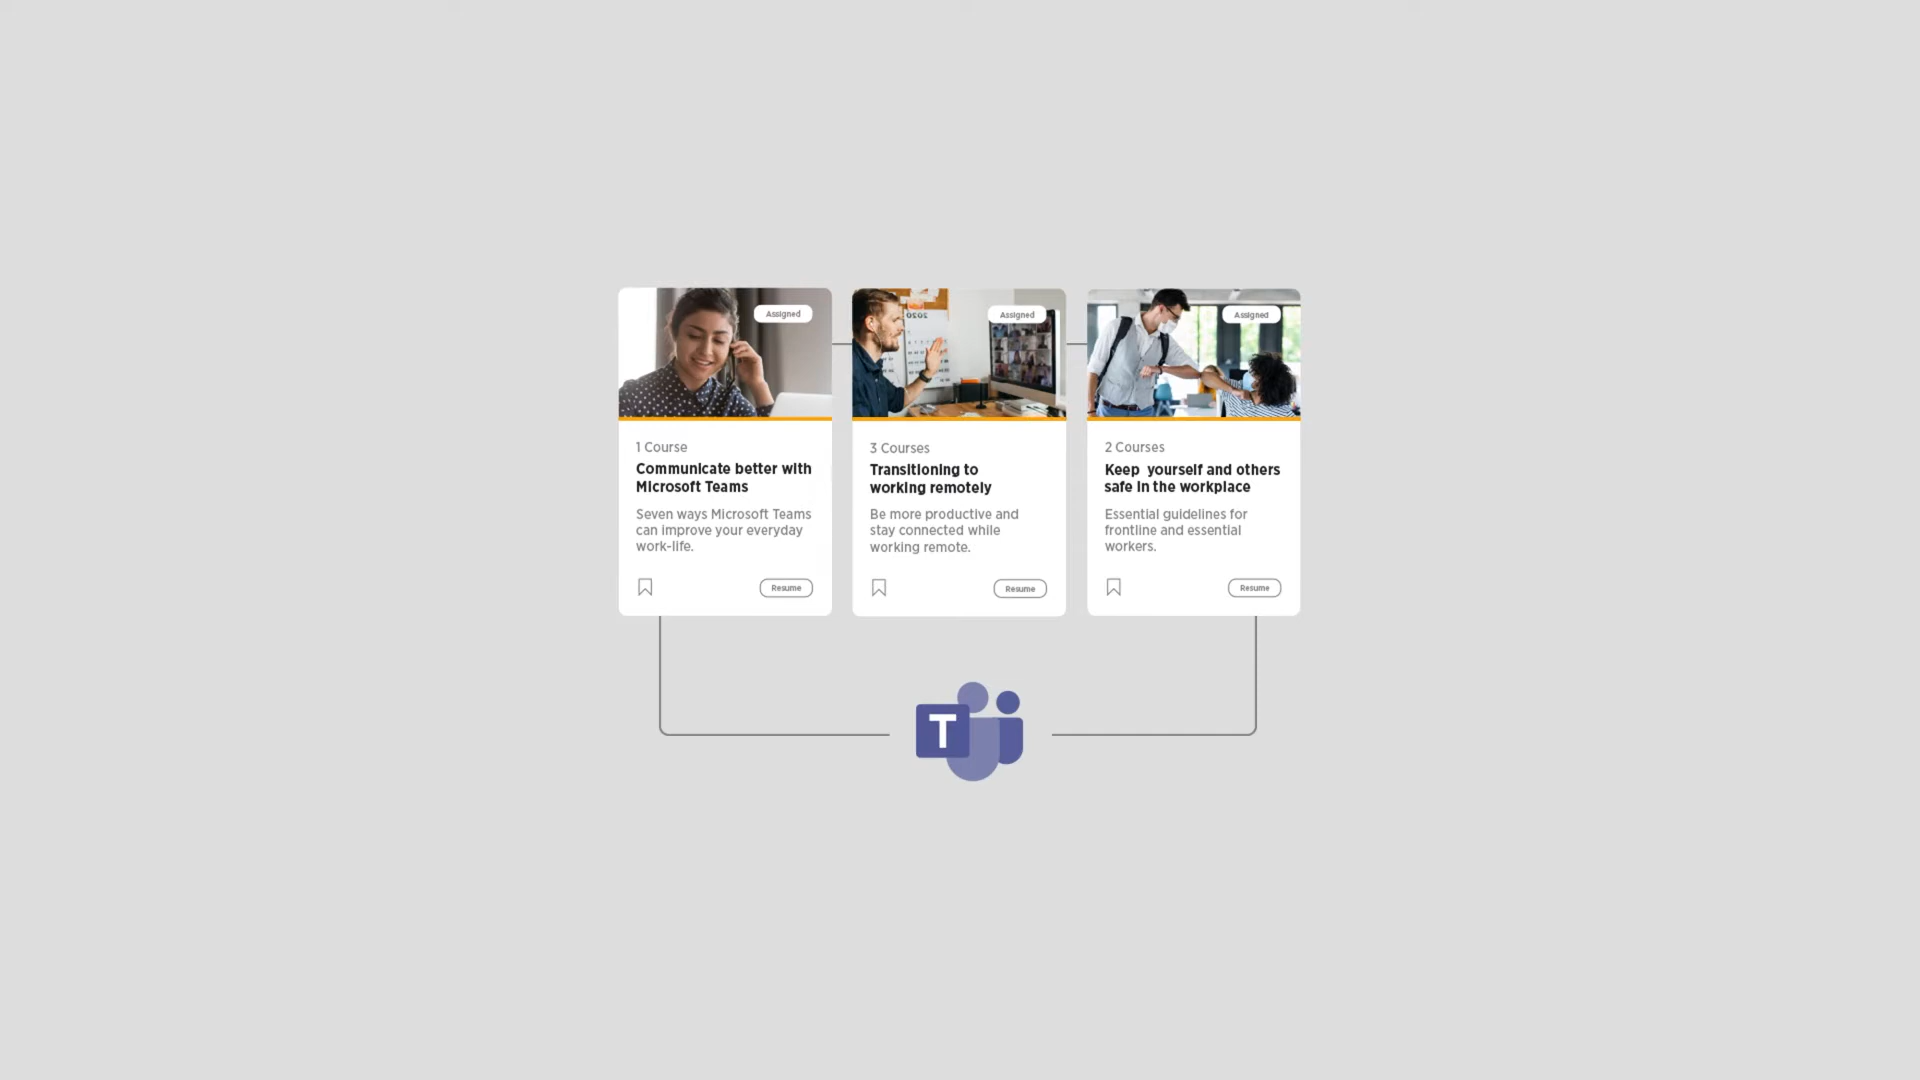 Assigned
1 Course
Communicate better with
Microsoft Teams
Seven ways Microsoft Teams
can improve your everyday
work-life.
Resume
Assigned
3 Courses
Transitioning to
working remotely
Be more productive and
stay connected while
working remote.
Resume
Assigned
2 Courses
Keep yourself and others
safe in the workplace
Essential guidelines for
frontline and essential
workers.
Resume
T